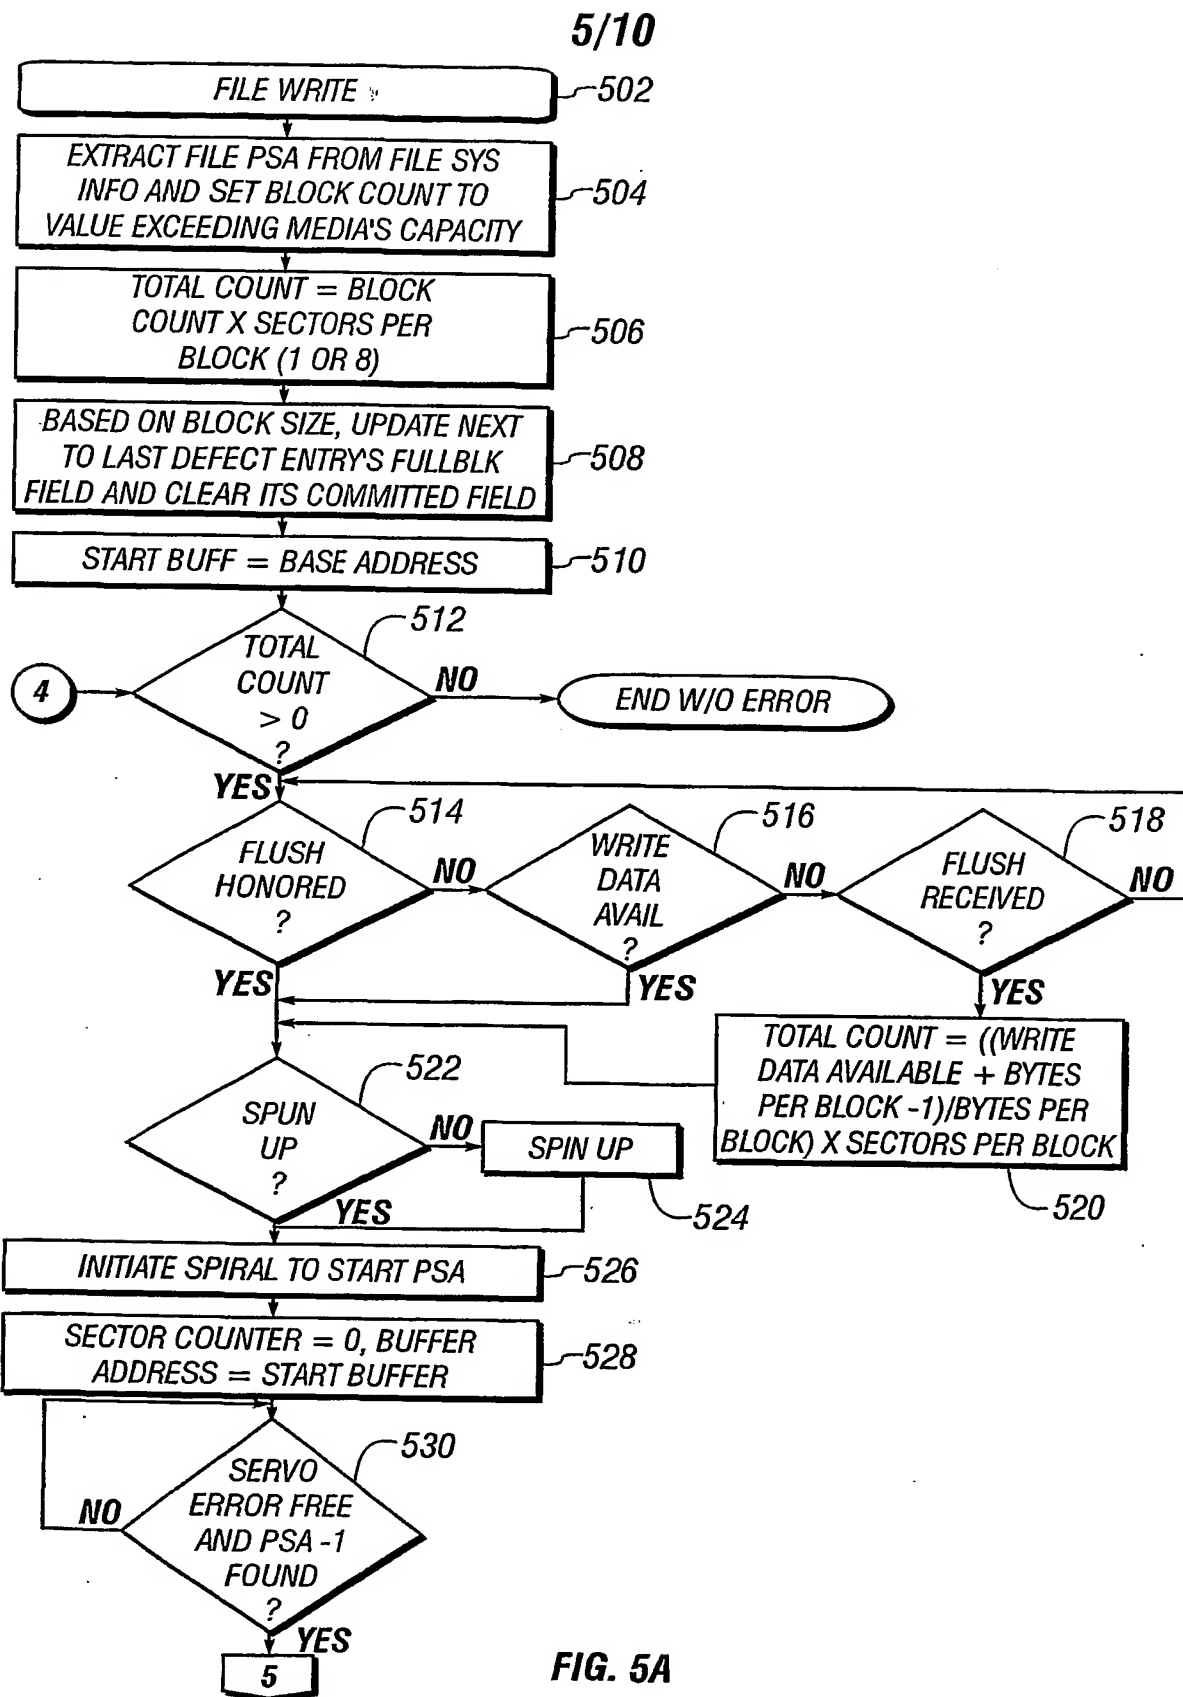 5/10
FILE WRITE
502
EXTRACT FILE PSA FROM FILE SYS
INFO AND SET BLOCK COUNT TO
VALUE EXCEEDING MEDIA'S CAPACITY
504
TOTAL COUNT = BLOCK
COUNT X SECTORS PER
BLOCK (1 OR 8)
506
BASED ON BLOCK SIZE, UPDATE NEXT
TO LAST DEFECT ENTRY'S FULLBLK
FIELD AND CLEAR ITS COMMITTED FIELD
508
START BUFF = BASE ADDRESS
510
4
TOTAL
COUNT
> 0
?
512
NO
END W/O ERROR
YES
FLUSH
HONORED
?
514
NO
WRITE
DATA
AVAIL
?
516
NO
FLUSH
RECEIVED
?
518
NO
YES
YES
YES
TOTAL COUNT = ((WRITE
DATA AVAILABLE + BYTES
PER BLOCK -1)/BYTES PER
BLOCK) X SECTORS PER BLOCK
520
SPUN
UP
?
522
NO
SPIN UP
524
YES
INITIATE SPIRAL TO START PSA
526
SECTOR COUNTER = 0, BUFFER
ADDRESS = START BUFFER
528
SERVO
ERROR FREE
AND PSA -1
FOUND
?
530
NO
YES
5
FIG. 5A